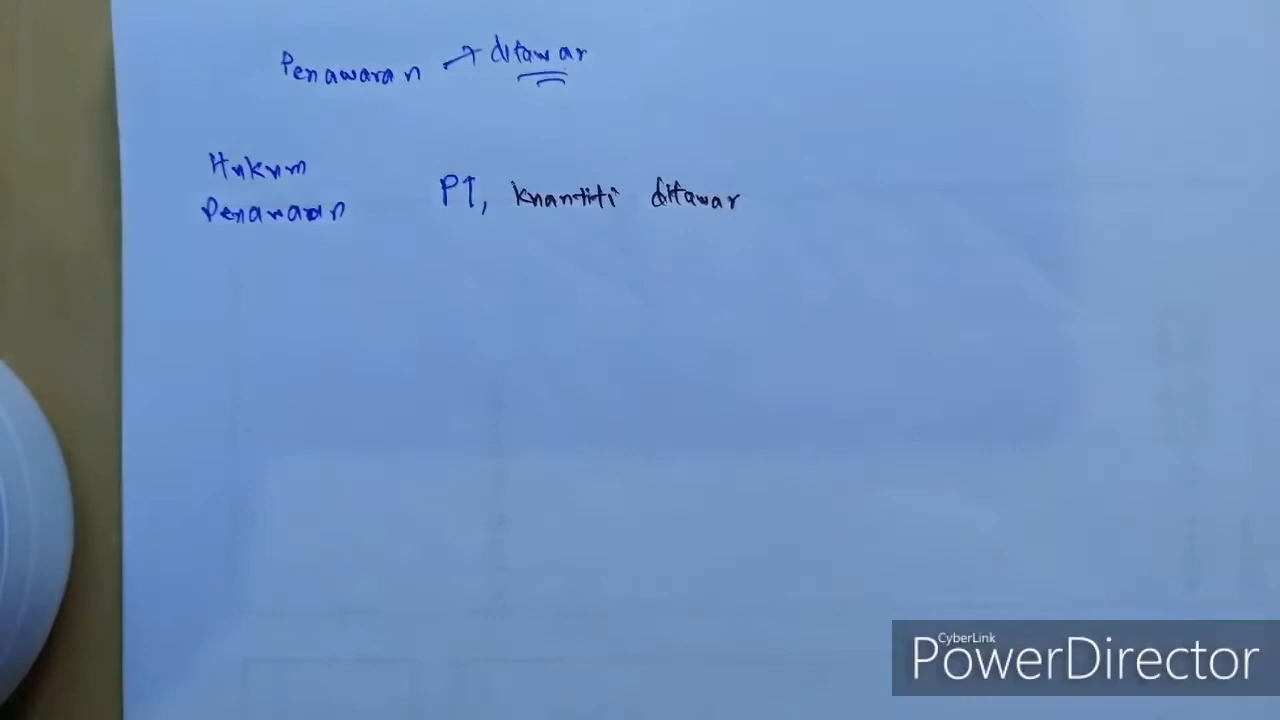 Penawaran → ditawar
Hukum
Penawaran
P↑, kuantiti ditawar
CyberLink
PowerDirector